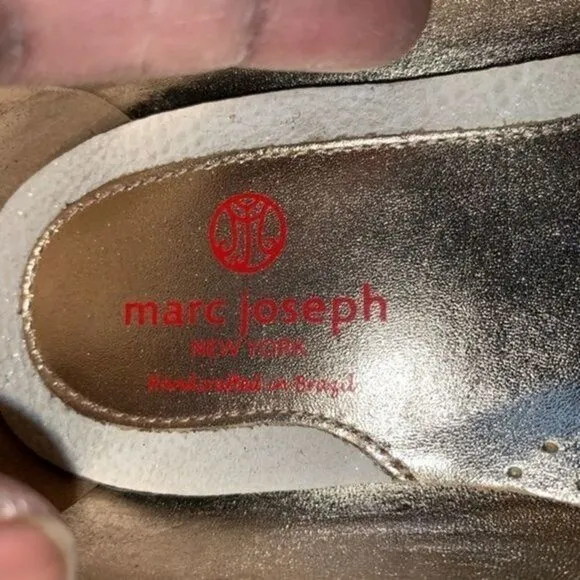 marc joseph
NEW YORK
Handcrafted in Brazil